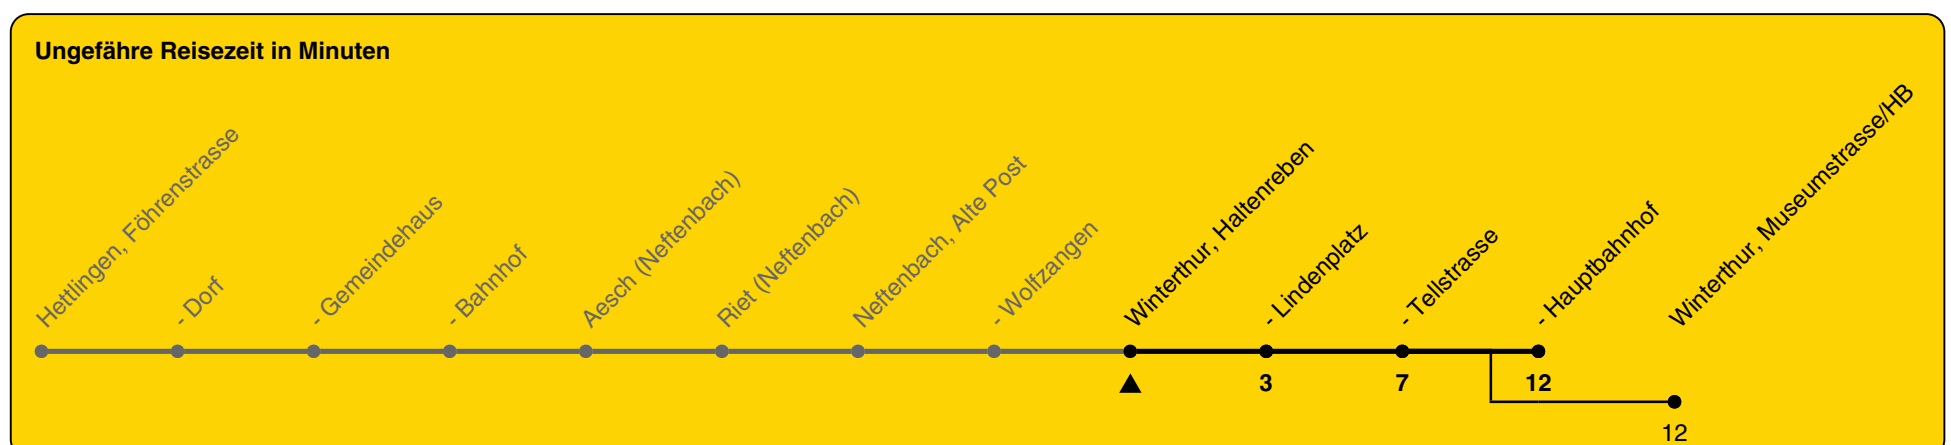 Ungefähre Reisezeit in Minuten
Hettlingen, Föhrenstrasse
- Dorf
- Gemeindehaus
- Bahnhof
Aesch (Neftenbach)
Riet (Neftenbach)
Neftenbach, Alte Post
- Wolfzangen
Winterthur, Haltenreben
- Lindenplatz
- Tellstrasse
- Hauptbahnhof
Winterthur, Museumstrasse/HB
3
7
12
12